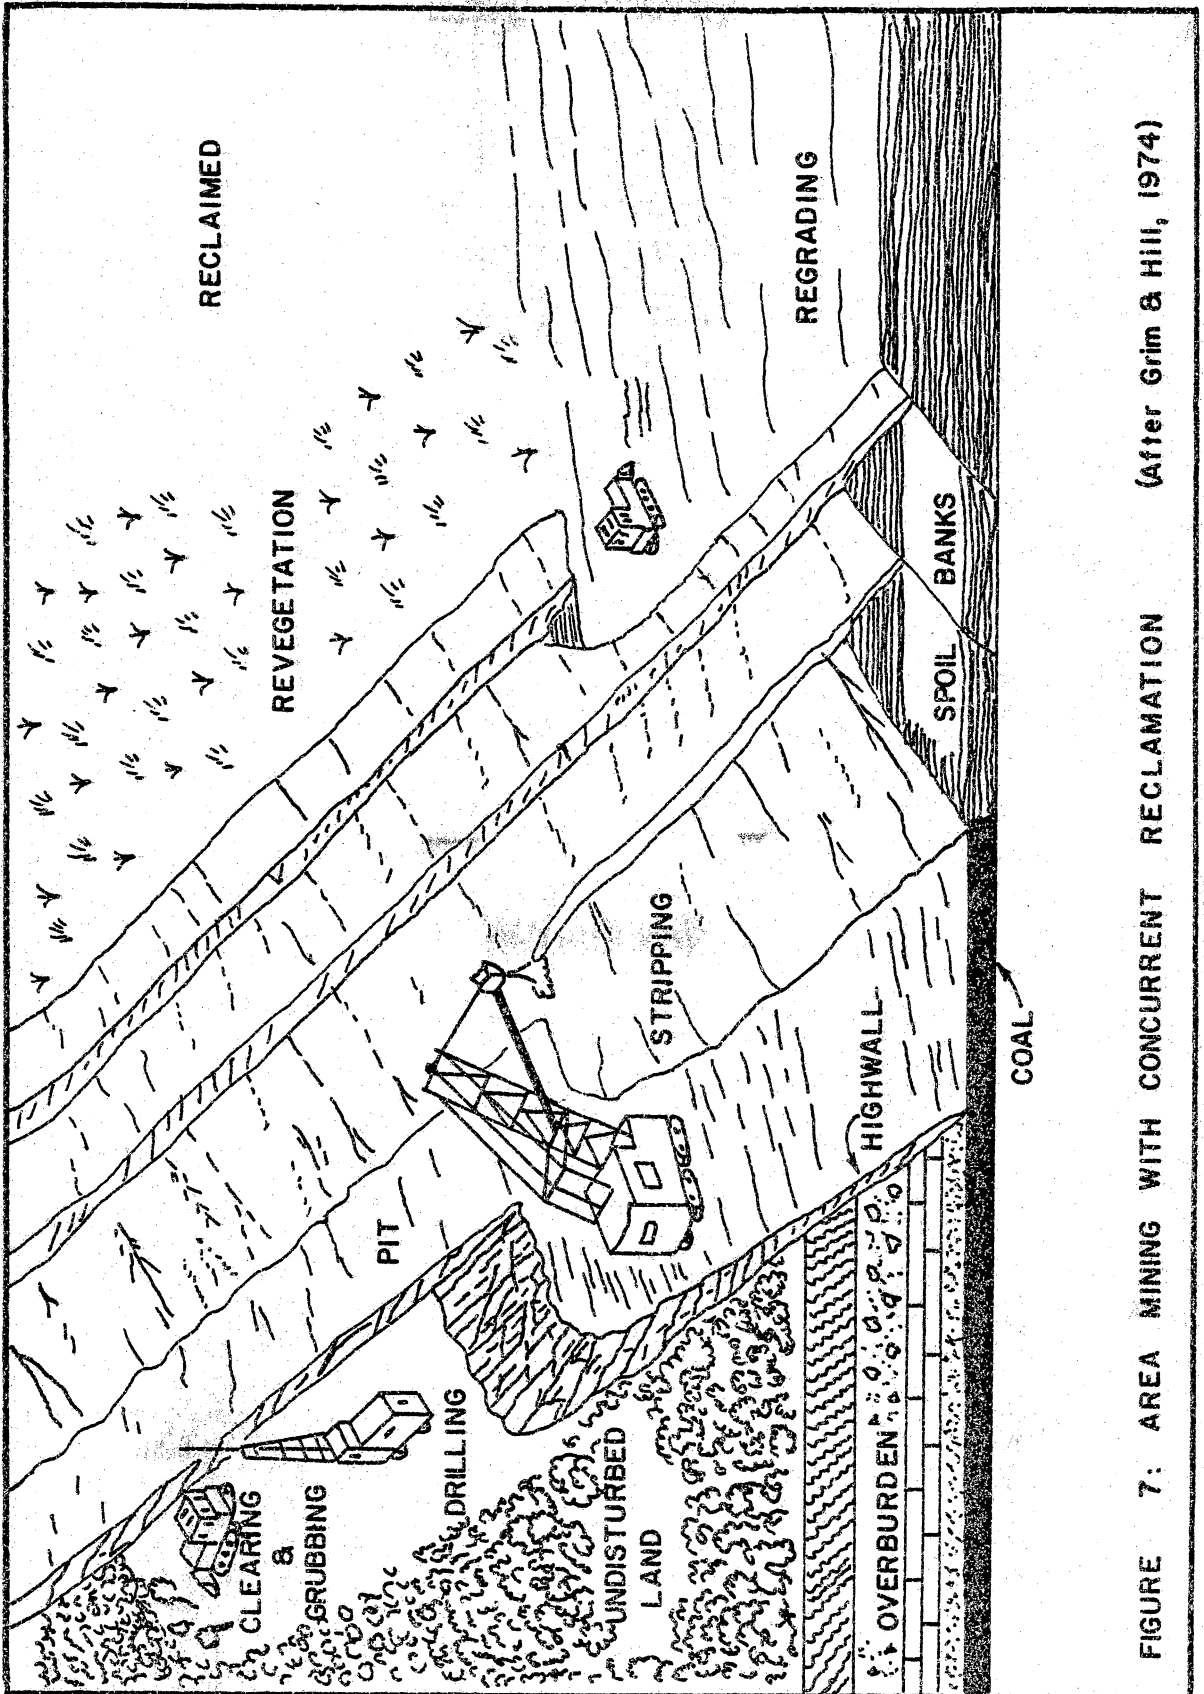 CLEARING
&
GRUBBING
DRILLING
UNDISTURBED
LAND
OVERBURDEN
PIT
HIGHWALL
STRIPPING
COAL
SPOIL BANKS
REVEGETATION
RECLAIMED
REGRADING
FIGURE 7: AREA MINING WITH CONCURRENT RECLAMATION (After Grim & Hill, 1974)